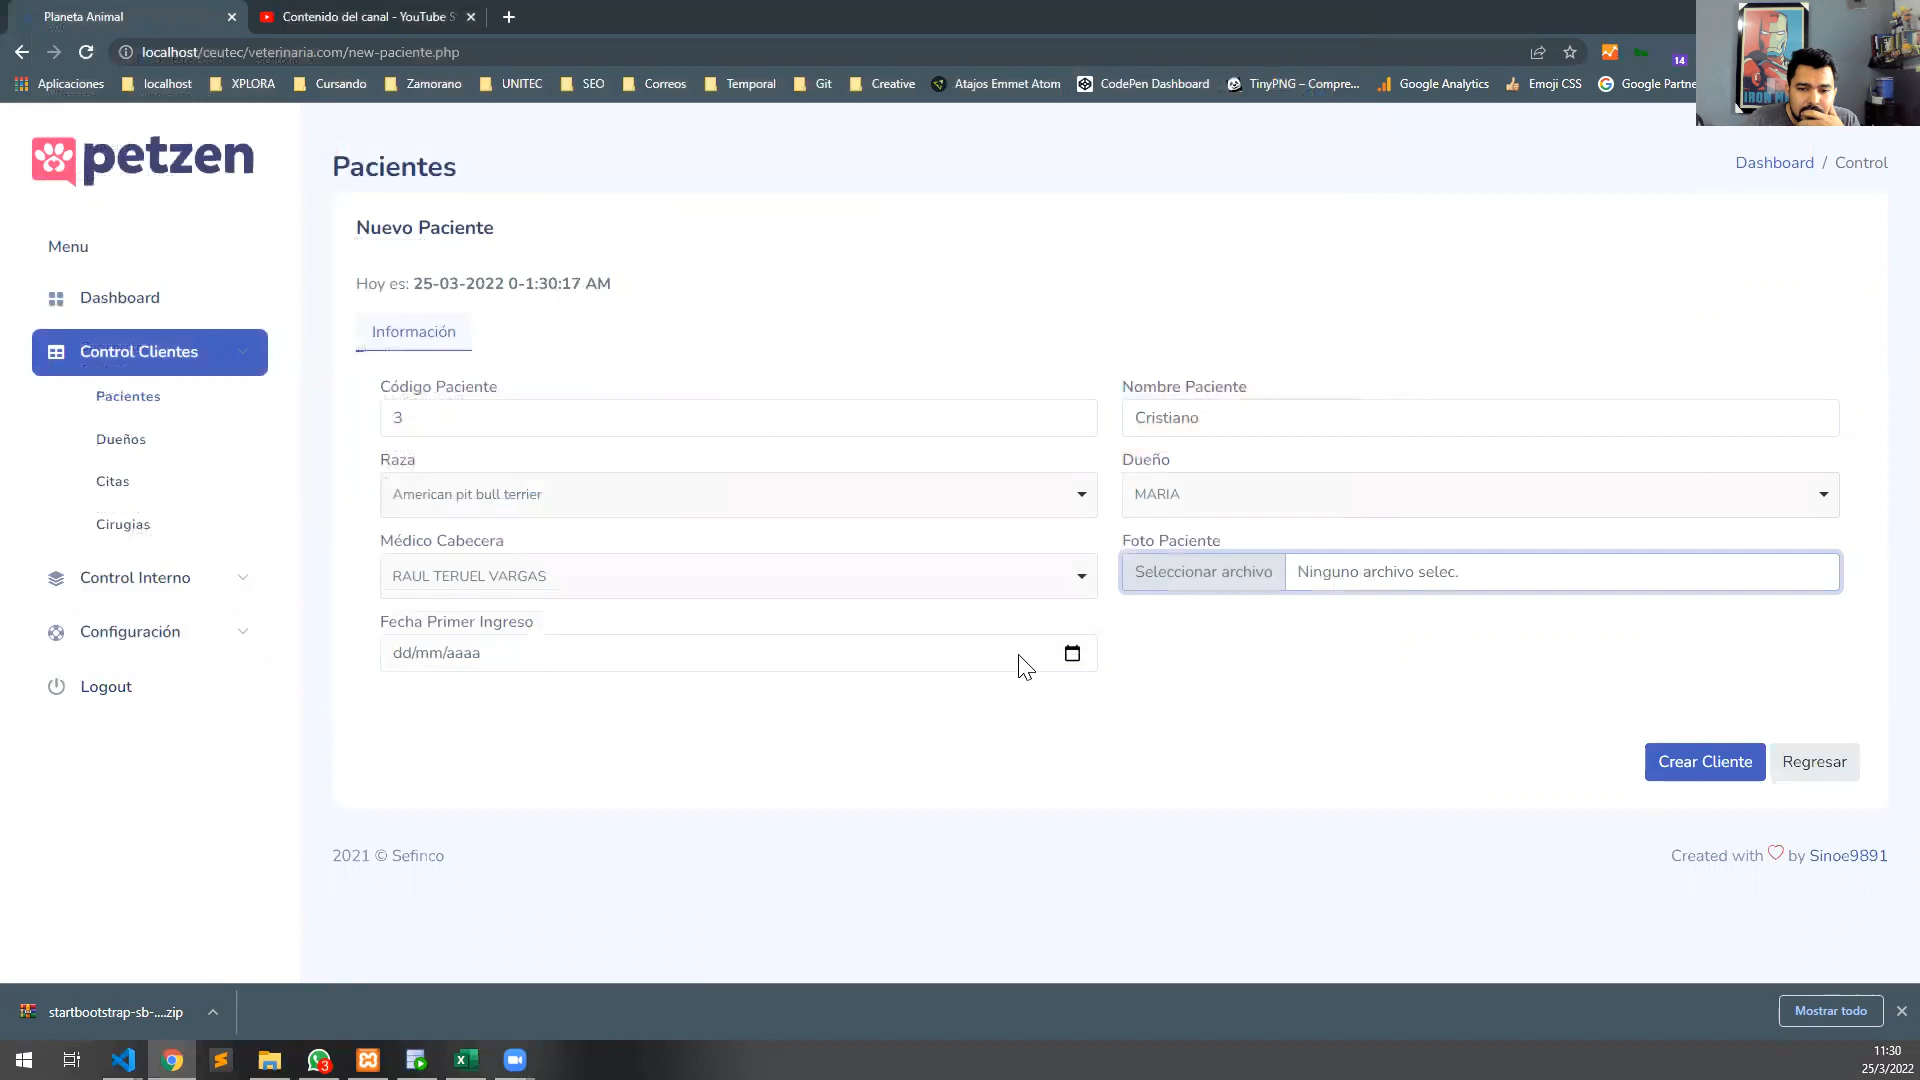 Planeta Animal
Contenido del canal - YouTube S
localhost/ceutec/veterinaria.com/new-paciente.php
14
Aplicaciones
localhost
XPLORA
Cursando
Zamorano
UNITEC
SEO
Correos
Temporal
Git
Creative
Atajos Emmet Atom
CodePen Dashboard
TinyPNG – Compre...
Google Analytics
Emoji CSS
Google Partne
IRON M
petzen
Pacientes
Dashboard / Control
Nuevo Paciente
Menu
Hoy es: 25-03-2022 0-1:30:17 AM
Dashboard
Información
Control Clientes
Pacientes
Dueños
Citas
Cirugias
Control Interno
Configuración
Logout
Código Paciente
3
Nombre Paciente
Cristiano
Raza
American pit bull terrier
Dueño
MARIA
Médico Cabecera
RAUL TERUEL VARGAS
Foto Paciente
Seleccionar archivo Ninguno archivo selec.
Fecha Primer Ingreso
dd/mm/aaaa
Crear Cliente
Regresar
2021 © Sefinco
Created with by Sinoe9891
startbootstrap-sb-....zip
Mostrar todo
3
11:30
25/3/2022